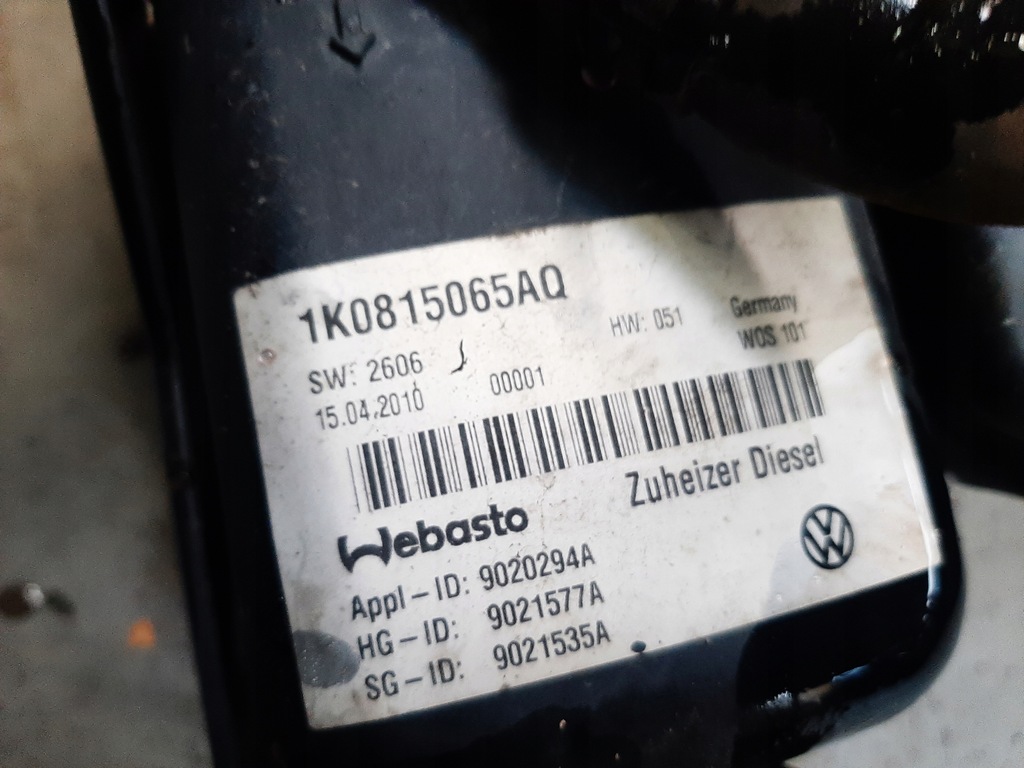 1K0815065AQ
SW: 2606 HW: 051 Germany
15.04.2010 00001 WOS 101
Zuheizer Diesel
Webasto
Appl-ID: 9020294A
HG-ID: 9021577A
SG-ID: 9021535A
VW